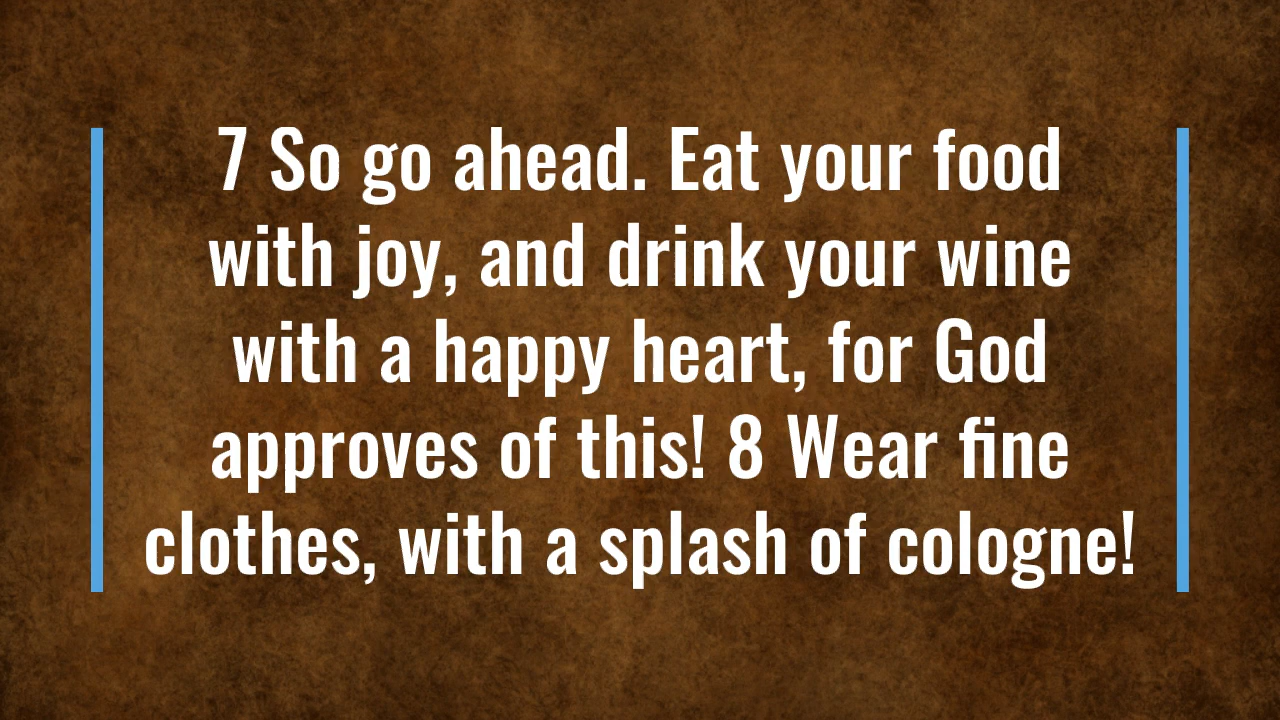 7 So go ahead. Eat your food
with joy, and drink your wine
with a happy heart, for God
approves of this! 8 Wear fine
clothes, with a splash of cologne!